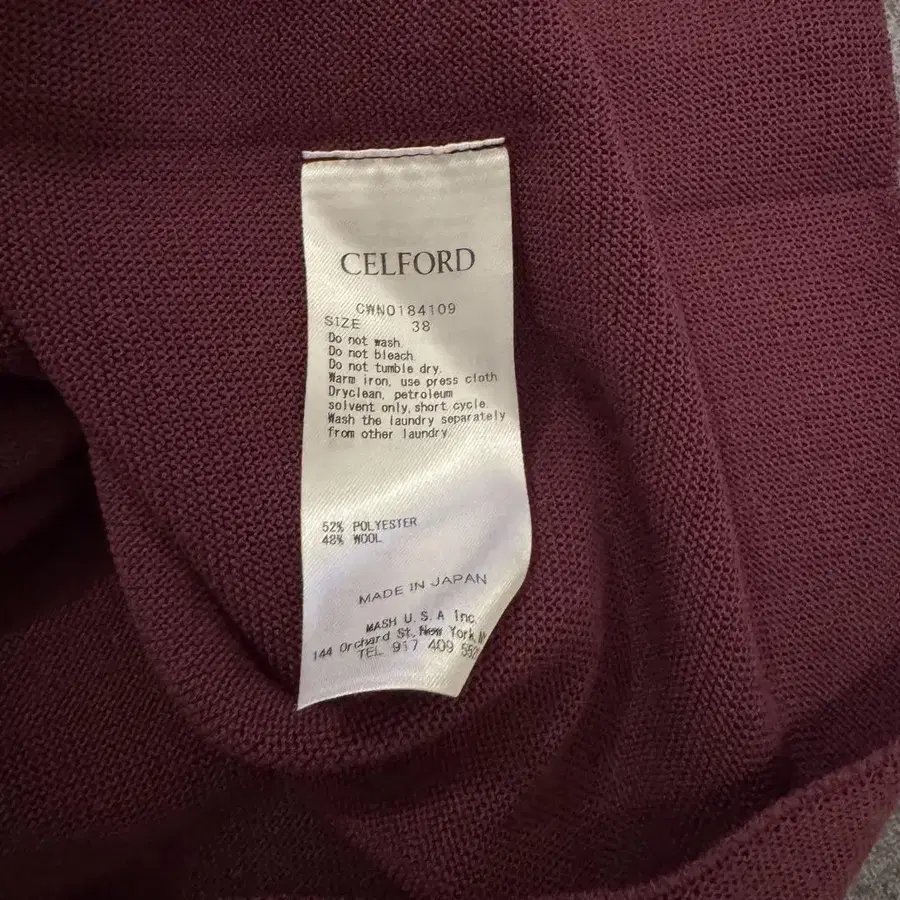 CELFORD
CWNO184109
SIZE 38
Do not wash.
Do not bleach.
Do not tumble dry.
Warm iron, use press cloth
Dryclean, petroleum
solvent only, short cycle.
Wash the laundry separately
from other laundry.
52% POLYESTER
48% WOOL
MADE IN JAPAN
MASH U.S.A Inc.
144 Orchard St, New York,
TEL 917 409